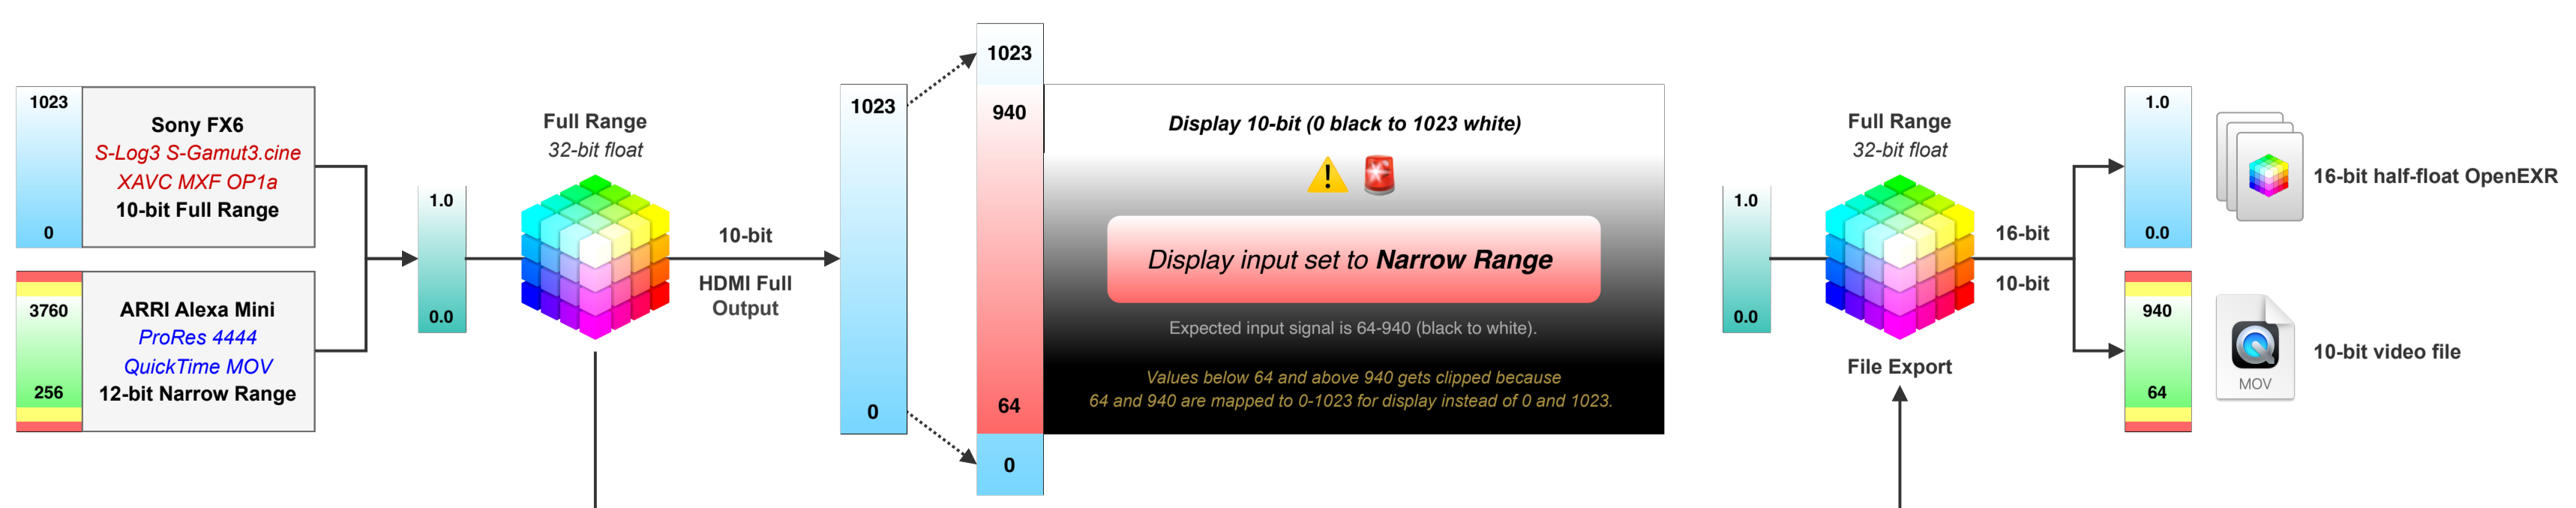 1023
0
Sony FX6
S-Log3 S-Gamut3.cine
XAVC MXF OP1a
10-bit Full Range
3760
256
ARRI Alexa Mini
ProRes 4444
QuickTime MOV
12-bit Narrow Range
1.0
0.0
Full Range
32-bit float
10-bit
HDMI Full
Output
1023
0
1023
940
64
0
Display 10-bit (0 black to 1023 white)
Display input set to Narrow Range
Expected input signal is 64-940 (black to white).
Values below 64 and above 940 gets clipped because
64 and 940 are mapped to 0-1023 for display instead of 0 and 1023.
1.0
0.0
Full Range
32-bit float
File Export
16-bit
10-bit
1.0
0.0
16-bit half-float OpenEXR
940
64
MOV
10-bit video file